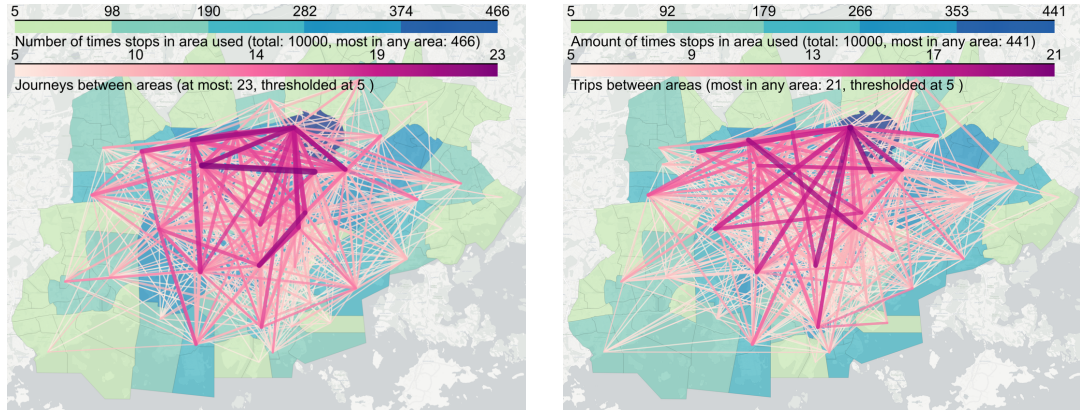 5 98 190 282 374 466
Number of times stops in area used (total: 10000, most in any area: 466)
5 10 14 19 23
Journeys between areas (at most: 23, thresholded at 5 )
5 92 179 266 353 441
Amount of times stops in area used (total: 10000, most in any area: 441)
5 9 13 17 21
Trips between areas (most in any area: 21, thresholded at 5 )